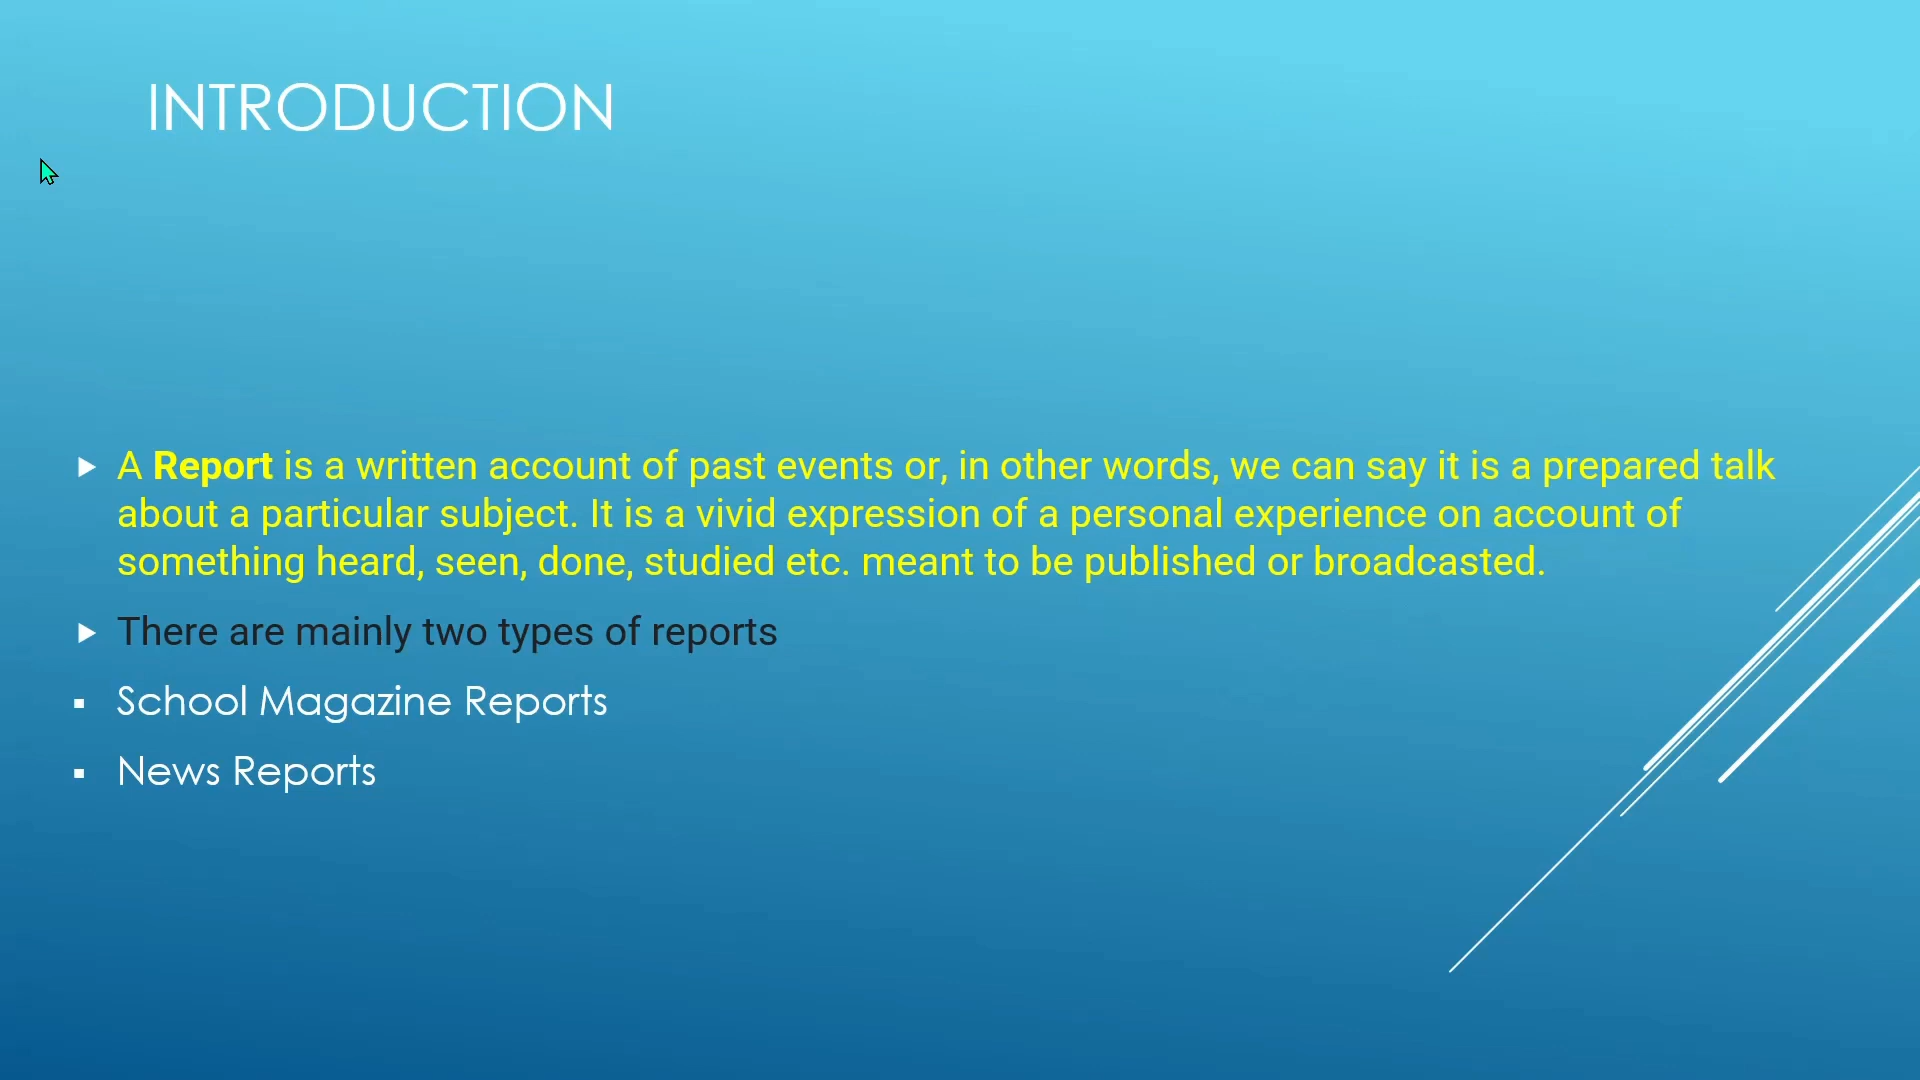 INTRODUCTION
A Report is a written account of past events or, in other words, we can say it is a prepared talk
about a particular subject. It is a vivid expression of a personal experience on account of
something heard, seen, done, studied etc. meant to be published or broadcasted.
There are mainly two types of reports
School Magazine Reports
News Reports